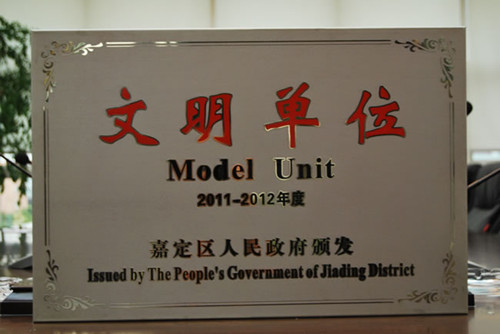 文明单位
Model Unit
2011-2012年度
嘉定区人民政府颁发
Issued by The People's Government of Jiading District